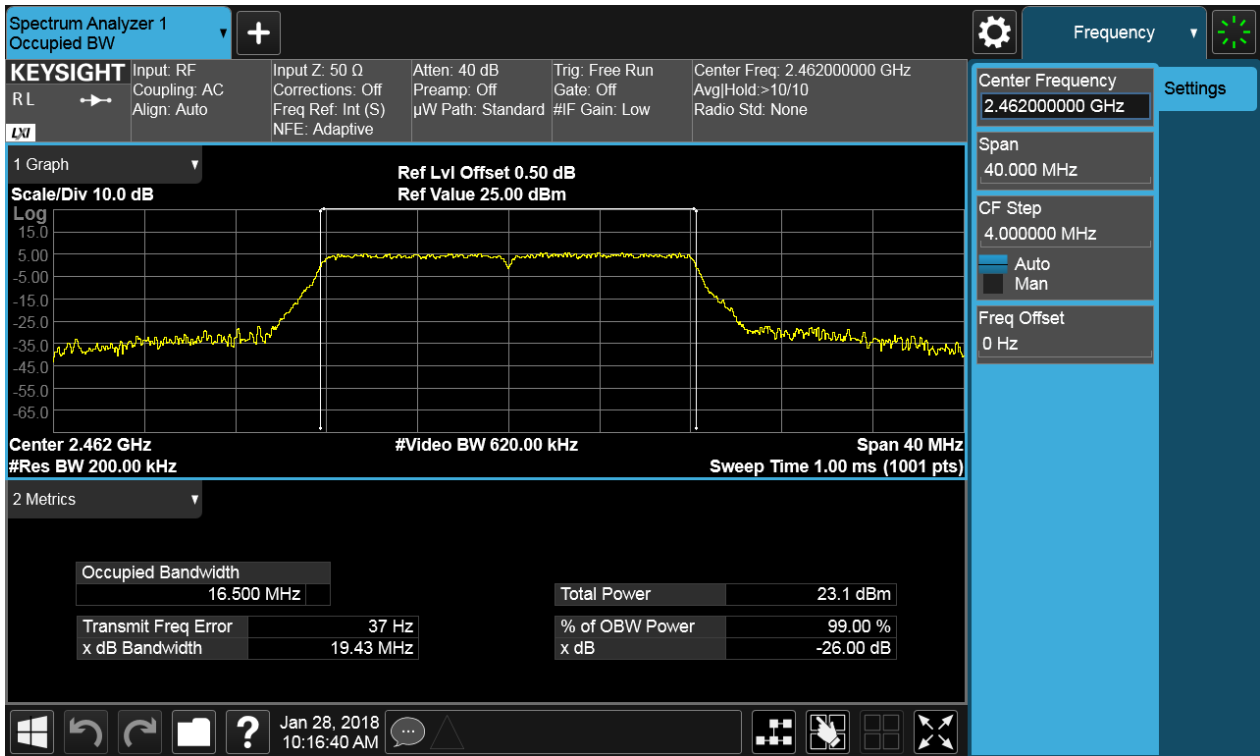 Spectrum Analyzer 1
Occupied BW
+
Frequency
KEYSIGHT
R L
LXI
Input: RF
Coupling: AC
Align: Auto
Input Z: 50 Ω
Corrections: Off
Freq Ref: Int (S)
NFE: Adaptive
Atten: 40 dB
Preamp: Off
µW Path: Standard
Trig: Free Run
Gate: Off
#IF Gain: Low
Center Freq: 2.462000000 GHz
Avg|Hold:>10/10
Radio Std: None
Center Frequency
2.462000000 GHz
Settings
Span
40.000 MHz
CF Step
4.000000 MHz
Auto
Man
Freq Offset
0 Hz
1 Graph
Scale/Div 10.0 dB
Ref Lvl Offset 0.50 dB
Ref Value 25.00 dBm
Log
15.0
5.00
-5.00
-15.0
-25.0
-35.0
-45.0
-55.0
-65.0
Center 2.462 GHz
#Video BW 620.00 kHz
Span 40 MHz
#Res BW 200.00 kHz
Sweep Time 1.00 ms (1001 pts)
2 Metrics
Occupied Bandwidth
16.500 MHz
Total Power 23.1 dBm
Transmit Freq Error 37 Hz
% of OBW Power 99.00 %
x dB Bandwidth 19.43 MHz
x dB -26.00 dB
?
Jan 28, 2018
10:16:40 AM